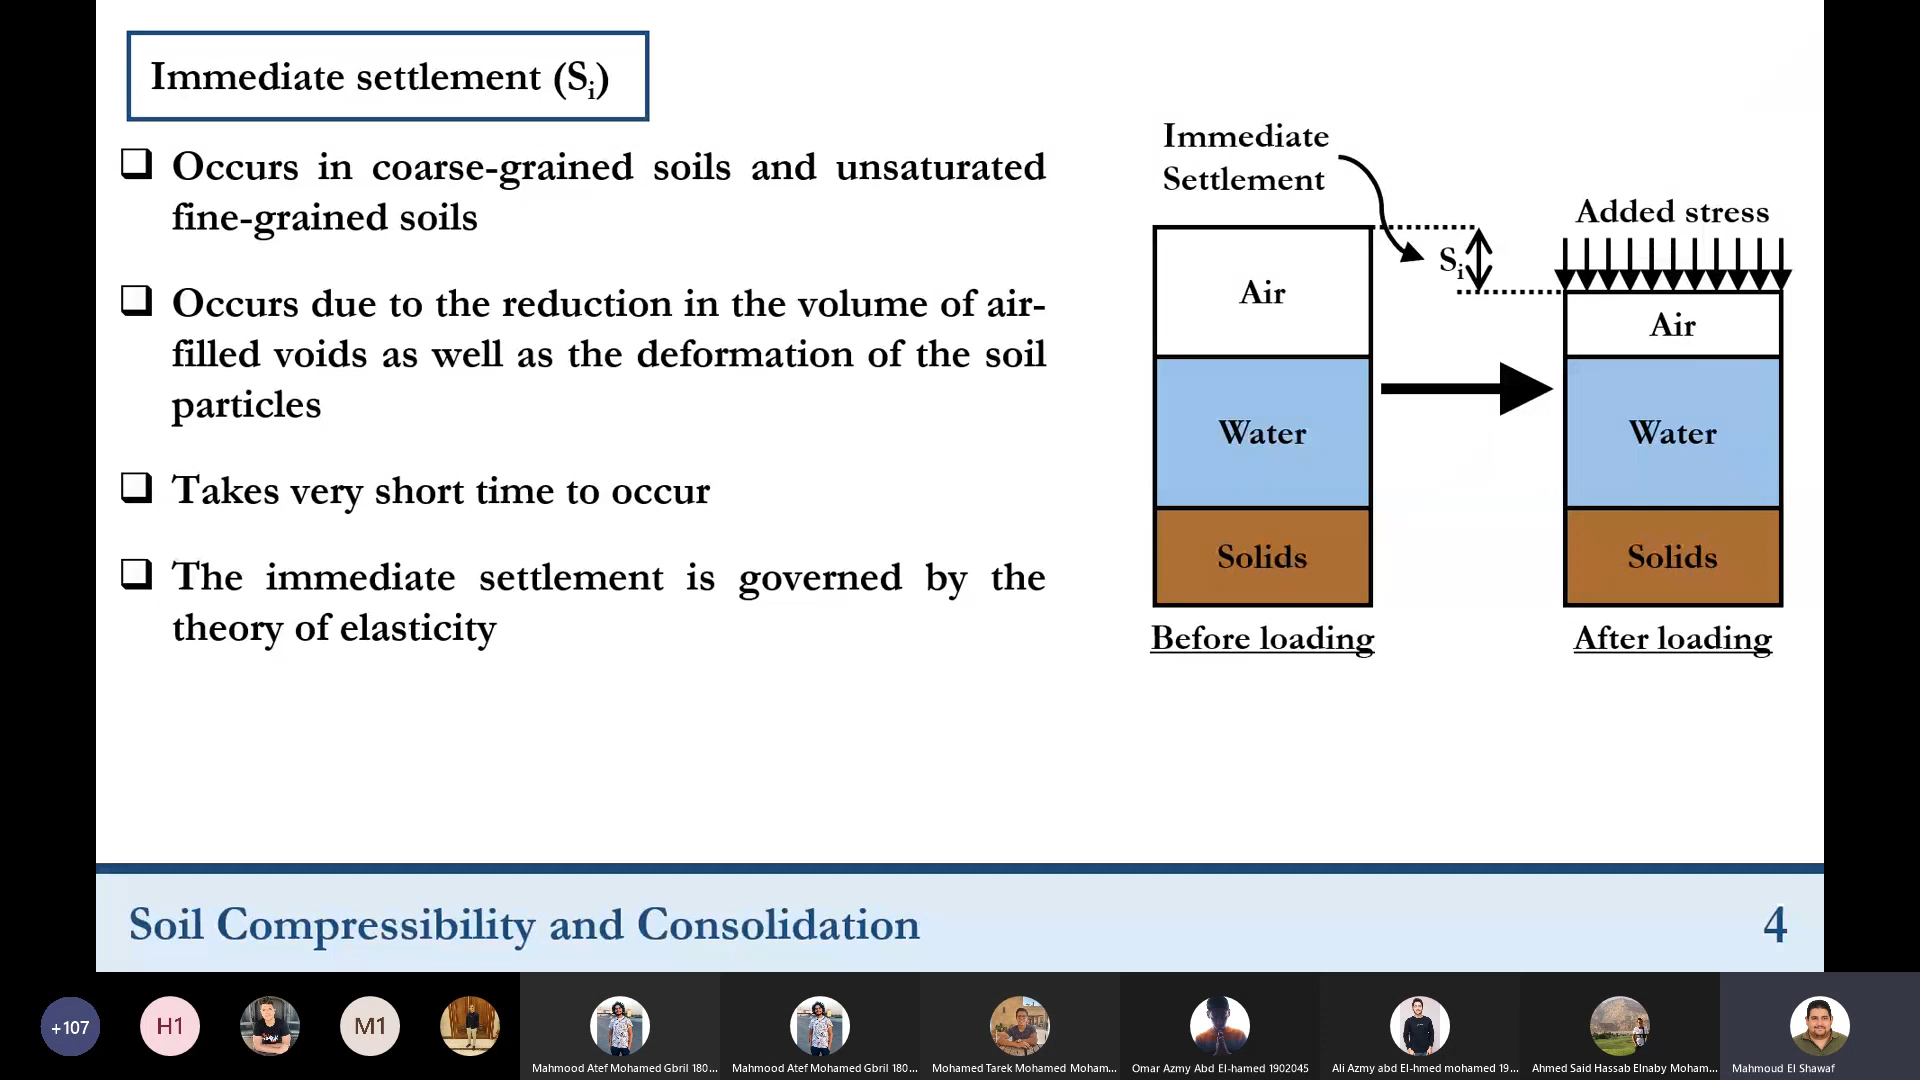 Immediate settlement (Si)
❑ Occurs in coarse-grained soils and unsaturated
fine-grained soils
❑ Occurs due to the reduction in the volume of air-
filled voids as well as the deformation of the soil
particles
❑ Takes very short time to occur
❑ The immediate settlement is governed by the
theory of elasticity
Immediate
Settlement
Si
Added stress
Air
Water
Solids
Before loading
Air
Water
Solids
After loading
Soil Compressibility and Consolidation
4
+107
H1
M1
Mahmood Atef Mohamed Gbril 180...
Mahmood Atef Mohamed Gbril 180...
Mohamed Tarek Mohamed Moham...
Omar Azmy Abd El-hamed 1902045
Ali Azmy abd El-hmed mohamed 19...
Ahmed Said Hassab Elnaby Moham...
Mahmoud El Shawaf